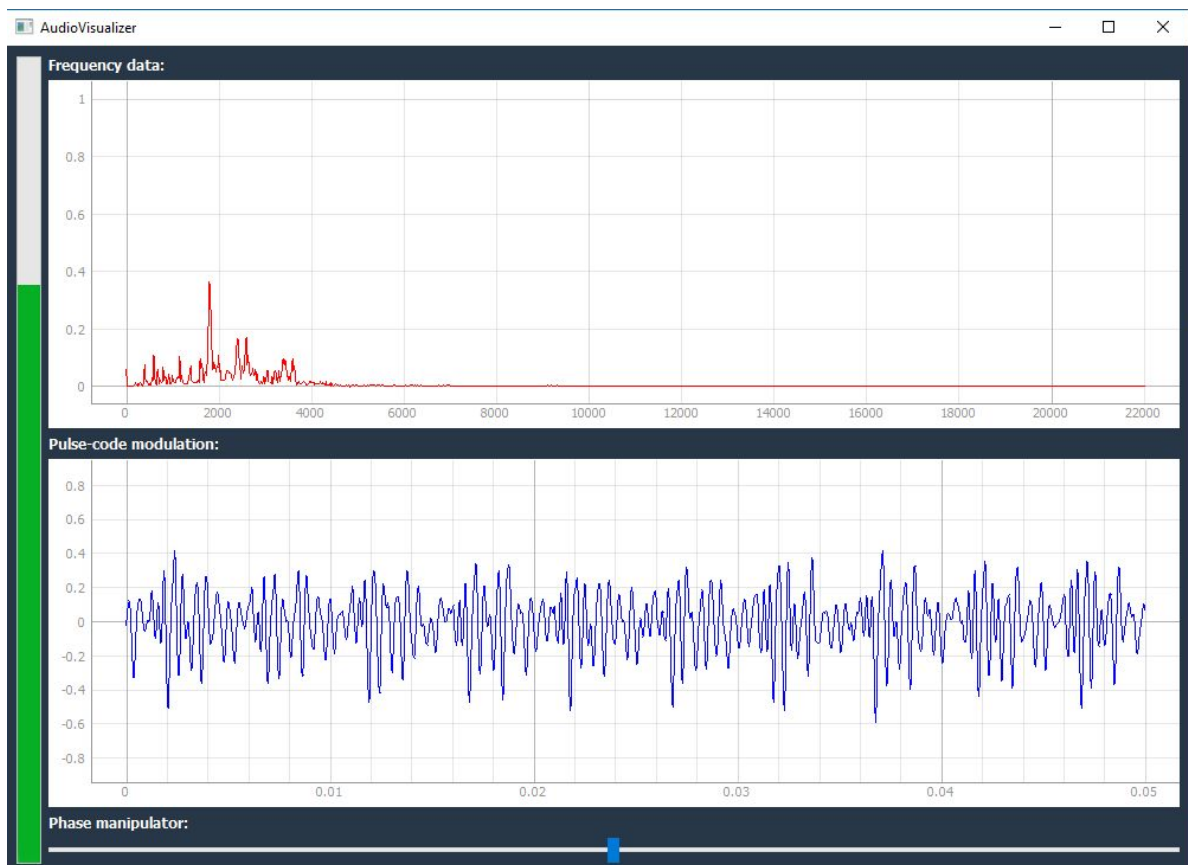 AudioVisualizer
Frequency data:
1
0.8
0.6
0.4
0.2
0
0 2000 4000 6000 8000 10000 12000 14000 16000 18000 20000 22000
Pulse-code modulation:
0.8
0.6
0.4
0.2
0
-0.2
-0.4
-0.6
-0.8
0 0.01 0.02 0.03 0.04 0.05
Phase manipulator: